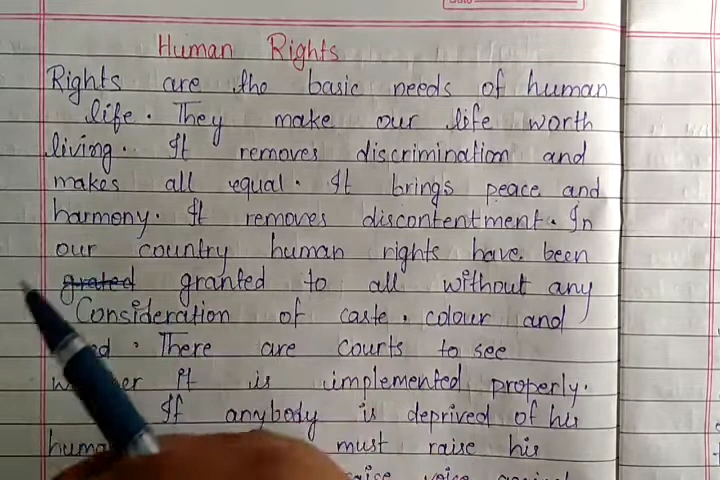 Human Rights
Rights are the basic needs of human
life. They make our life worth
living. It removes discrimination and
makes all equal. It brings peace and
harmony. It removes discontentment. In
our country human rights have been
grated granted to all without any
Consideration of caste. colour and
. There are courts to see
it is implemented properly.
If anybody is deprived of his
must raise his
raise voice against